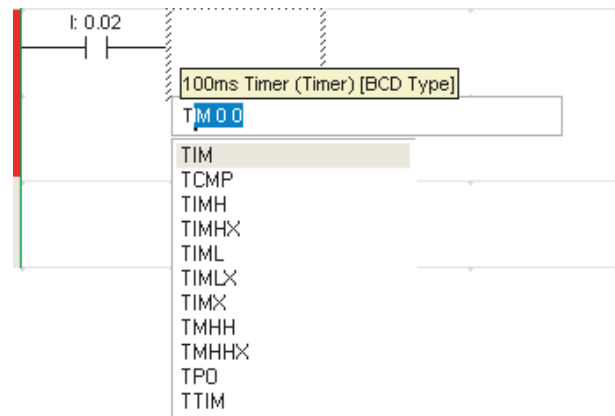 I: 0.02
100ms Timer (Timer) [BCD Type]
TIM 0 0
TIM
TCMP
TIMH
TIMHX
TIML
TIMLX
TIMX
TMHH
TMHHX
TPO
TTIM